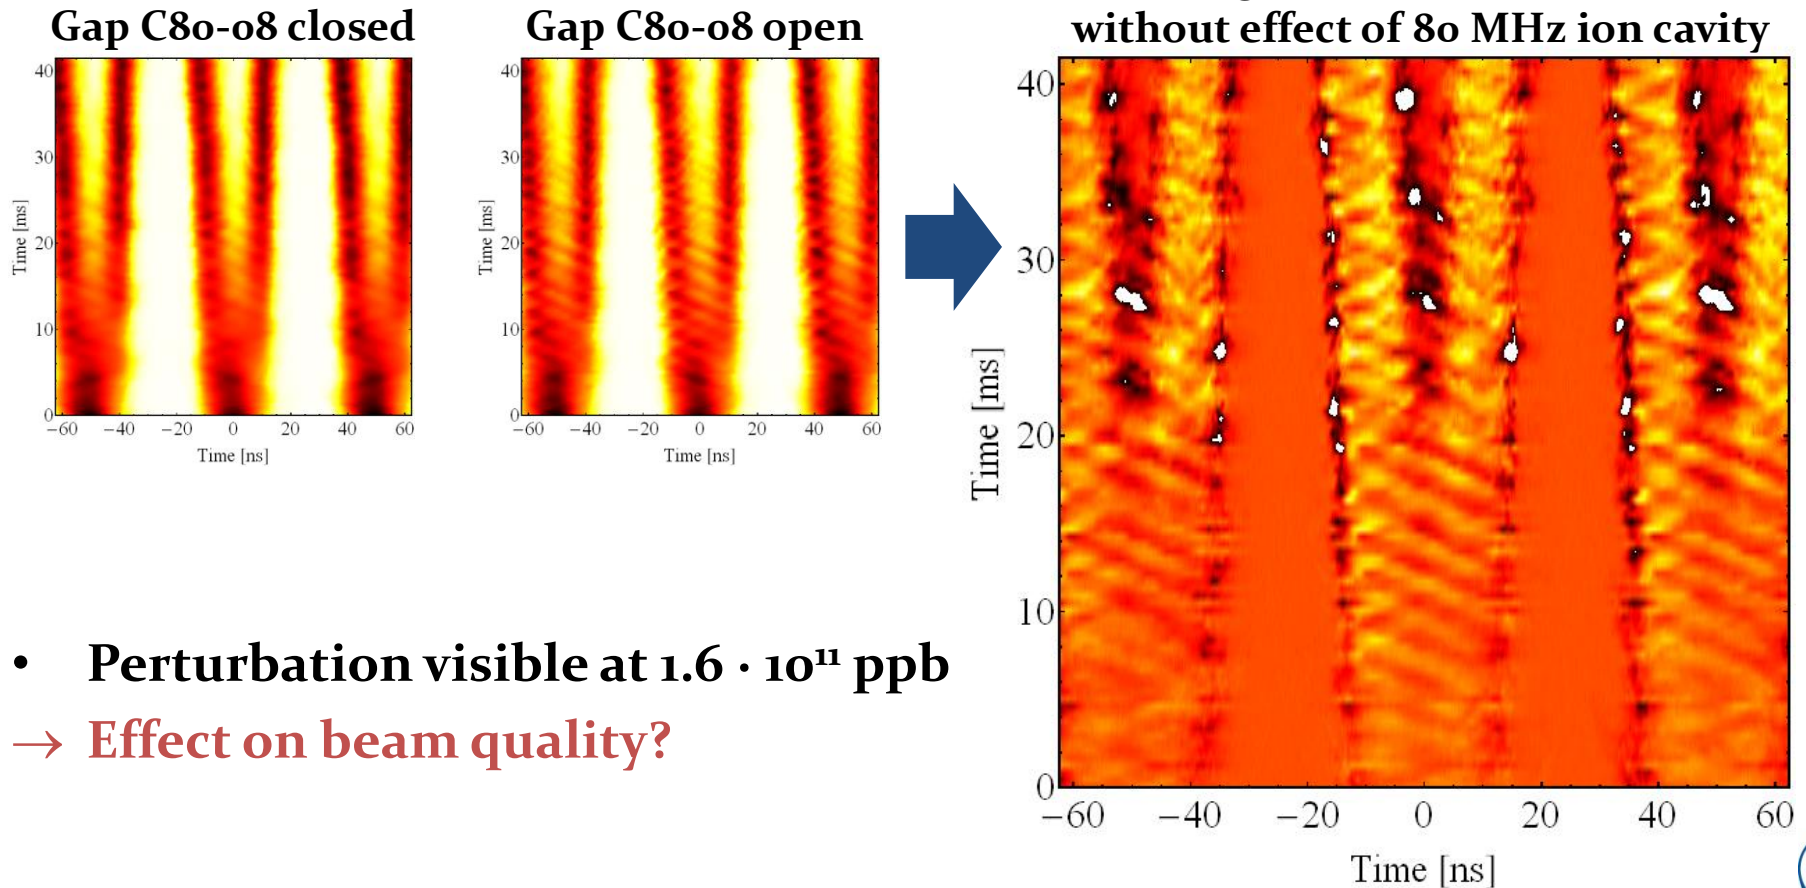 Gap C80-08 closed
Gap C80-08 open
without effect of 80 MHz ion cavity
40
30
20
10
0
Time [ms]
−60 −40 −20 0 20 40 60
Time [ns]
40
30
20
10
0
Time [ms]
−60 −40 −20 0 20 40 60
Time [ns]
40
30
20
10
0
Time [ms]
−60 −40 −20 0 20 40 60
Time [ns]
• Perturbation visible at 1.6 · 10¹¹ ppb
→ Effect on beam quality?